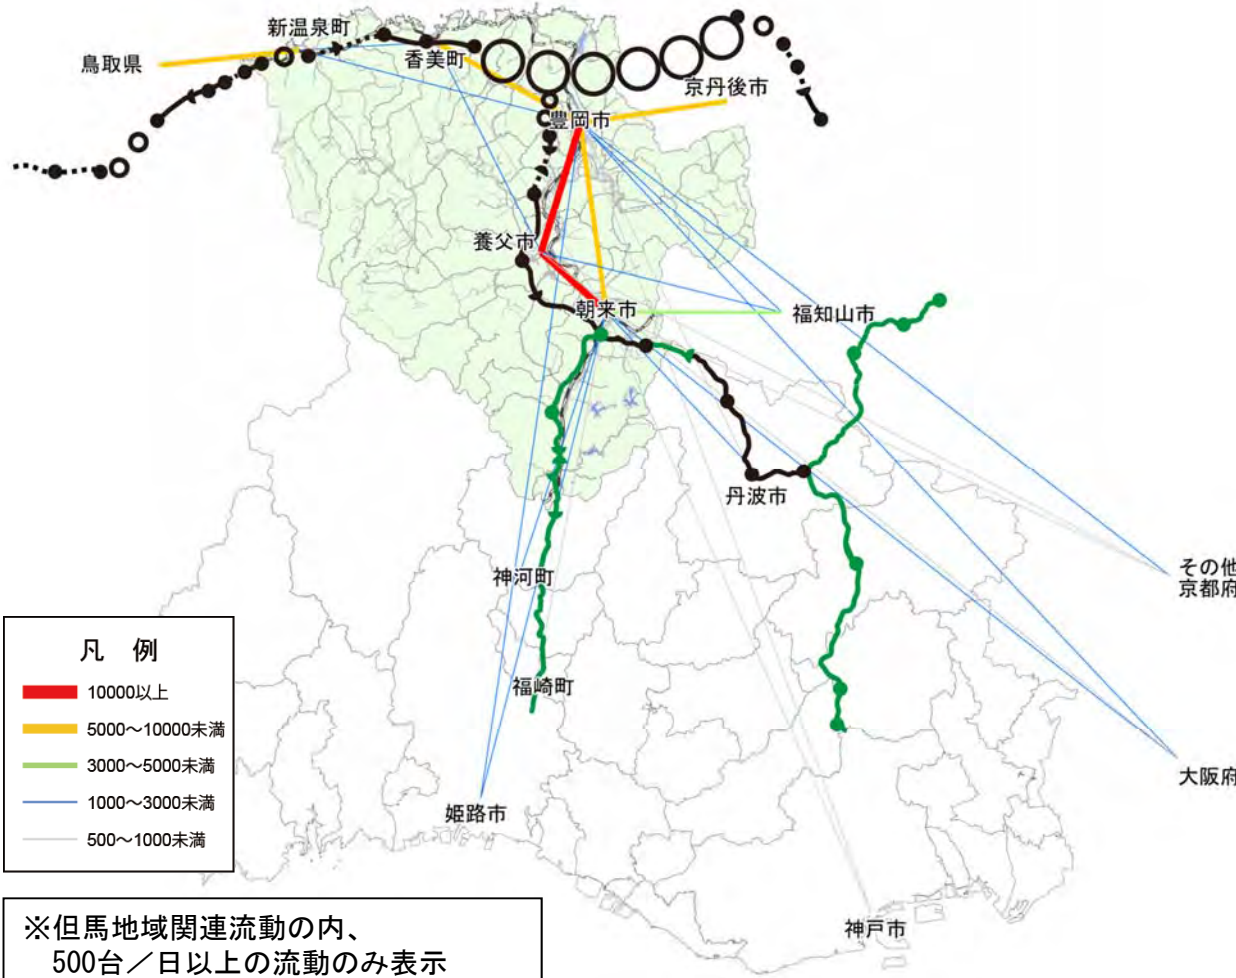 新温泉町
鳥取県
香美町
京丹後市
豊岡市
養父市
朝来市
福知山市
丹波市
その他
京都府
神河町
福崎町
大阪府
姫路市
神戸市
凡 例
10000以上
5000～10000未満
3000～5000未満
1000～3000未満
500～1000未満
※但馬地域関連流動の内、
500台／日以上の流動のみ表示